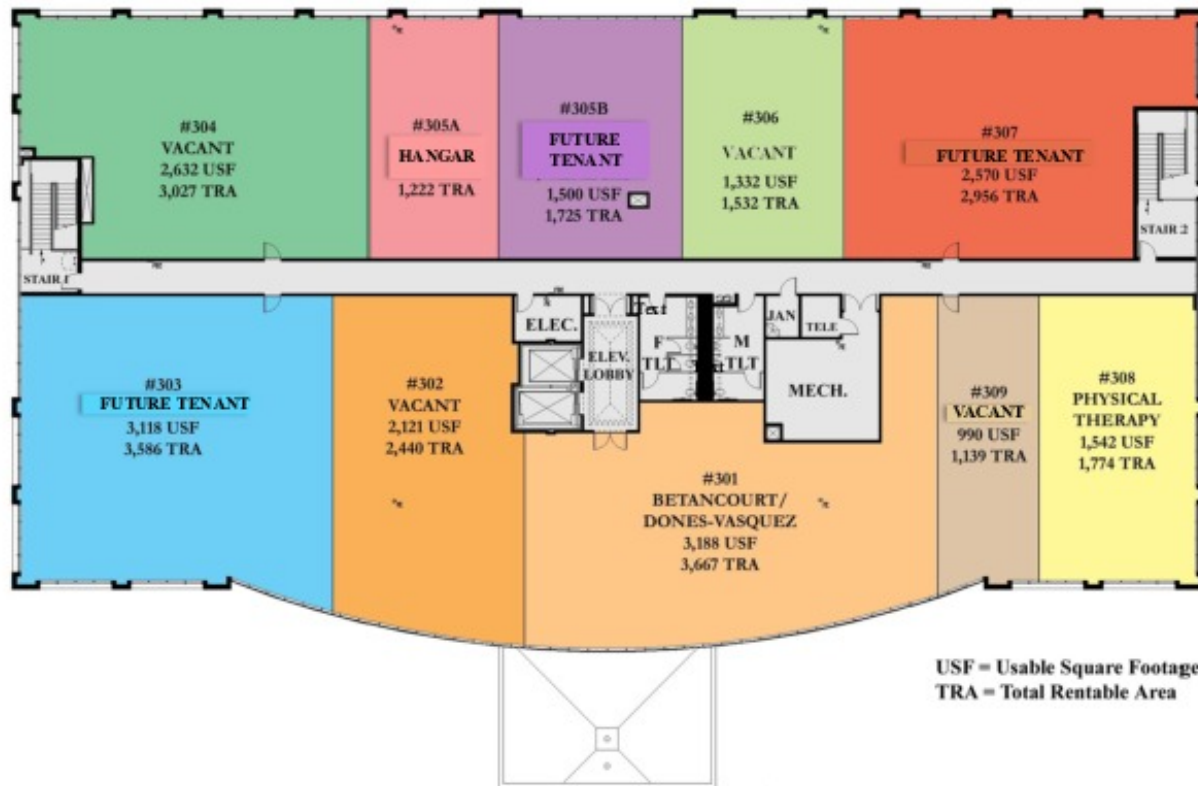 #304
VACANT
2,632 USF
3,027 TRA
#305A
HANGAR
1,222 TRA
#305B
FUTURE
TENANT
1,500 USF
1,725 TRA
#306
VACANT
1,332 USF
1,532 TRA
#307
FUTURE TENANT
2,570 USF
2,956 TRA
STAIR 1
STAIR 2
#303
FUTURE TENANT
3,118 USF
3,586 TRA
#302
VACANT
2,121 USF
2,440 TRA
ELEC.
ELEV.
LOBBY
Text
F
TLT
M
TLT
JAN
TELE
MECH.
#301
BETANCOURT/
DONES-VASQUEZ
3,188 USF
3,667 TRA
#309
VACANT
990 USF
1,139 TRA
#308
PHYSICAL
THERAPY
1,542 USF
1,774 TRA
USF = Usable Square Footage
TRA = Total Rentable Area